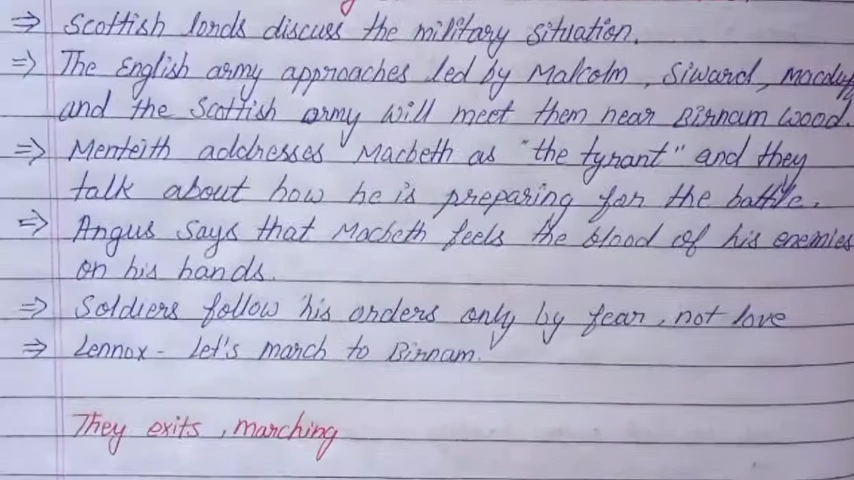 ⇒ Scottish lords discuss the military situation.
⇒ The English army approaches led by Malcolm, Siward, Macduff
and the Scottish army will meet them near Birnam wood.
⇒ Menteith addresses Macbeth as "the tyrant" and they
talk about how he is preparing for the battle.
⇒ Angus says that Macbeth feels the blood of his enemies
on his hands.
⇒ Soldiers follow his orders only by fear, not love
⇒ Lennox - Let's march to Birnam.
They exits, marching